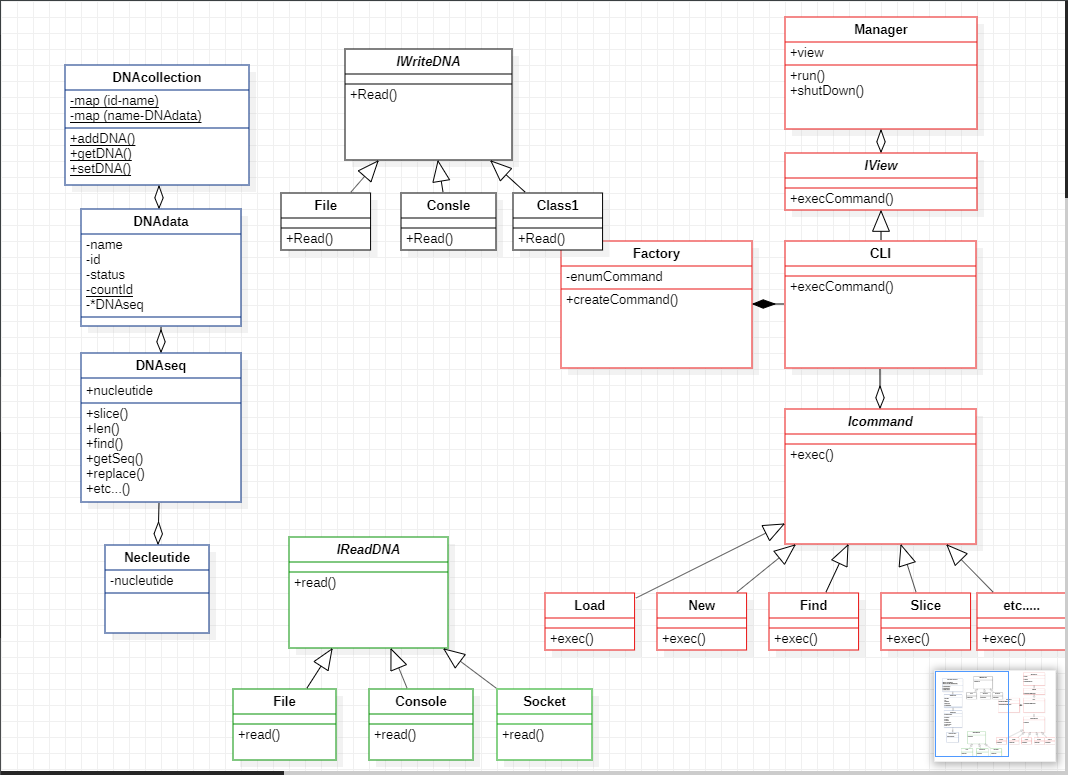 DNAcollection
-map (id-name)
-map (name-DNAdata)
+addDNA()
+getDNA()
+setDNA()
DNAdata
-name
-id
-status
-countId
-*DNAseq
DNAseq
+nucleutide
+slice()
+len()
+find()
+getSeq()
+replace()
+etc...()
Necleutide
-nucleutide
IWriteDNA
+Read()
File
+Read()
Consle
+Read()
Class1
+Read()
IReadDNA
+read()
File
+read()
Console
+read()
Socket
+read()
Manager
+view
+run()
+shutDown()
IView
+execCommand()
CLI
+execCommand()
Factory
-enumCommand
+createCommand()
Icommand
+exec()
Load
+exec()
New
+exec()
Find
+exec()
Slice
+exec()
etc.....
+exec()